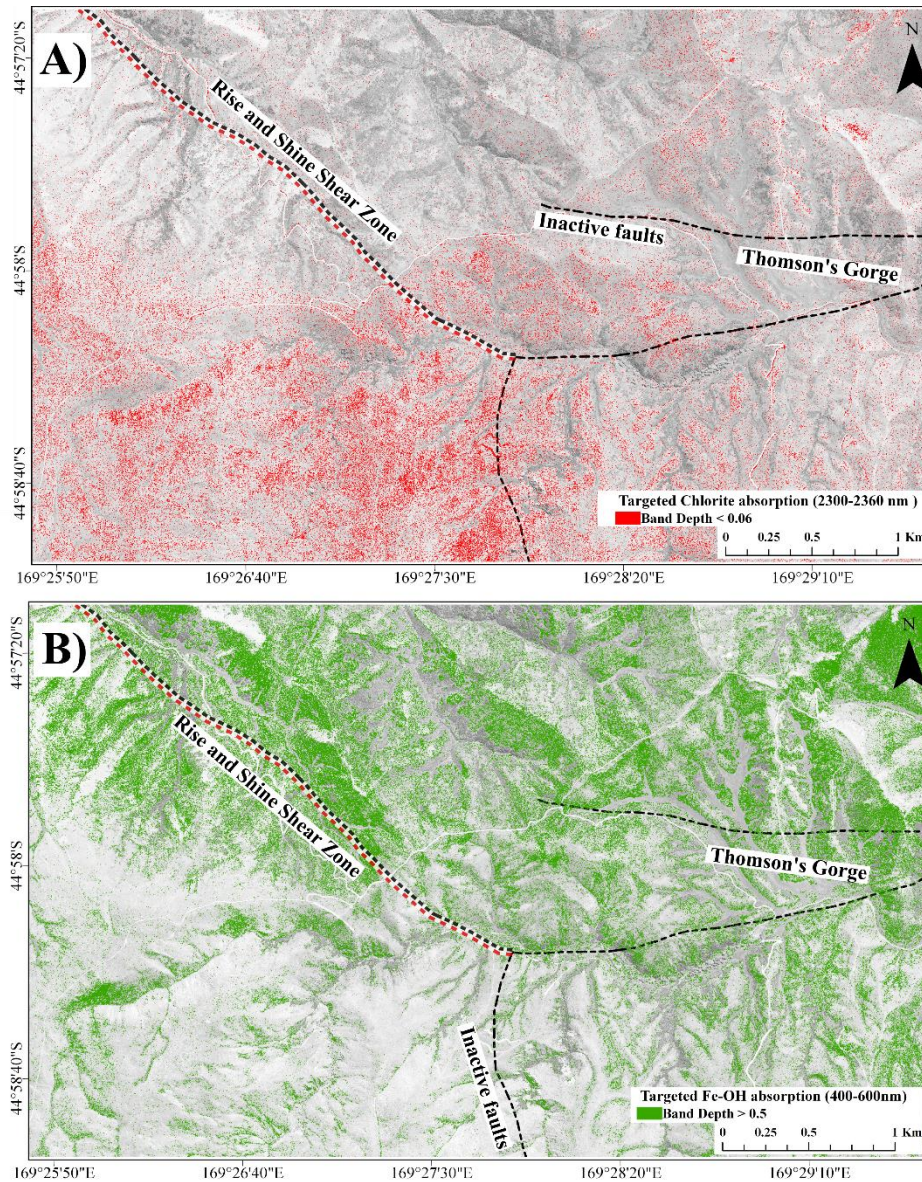 A)
N
44°57'20"S
Rise and Shine Shear Zone
Inactive faults
Thomson's Gorge
44°58'S
44°58'40"S
Targeted Chlorite absorption (2300-2360 nm )
Band Depth < 0.06
0 0.25 0.5 1 Km
169°25'50"E 169°26'40"E 169°27'30"E 169°28'20"E 169°29'10"E
B)
N
44°57'20"S
Rise and Shine Shear Zone
Thomson's Gorge
44°58'S
Inactive faults
44°58'40"S
Targeted Fe-OH absorption (400-600nm)
Band Depth > 0.5
0 0.25 0.5 1 Km
169°25'50"E 169°26'40"E 169°27'30"E 169°28'20"E 169°29'10"E